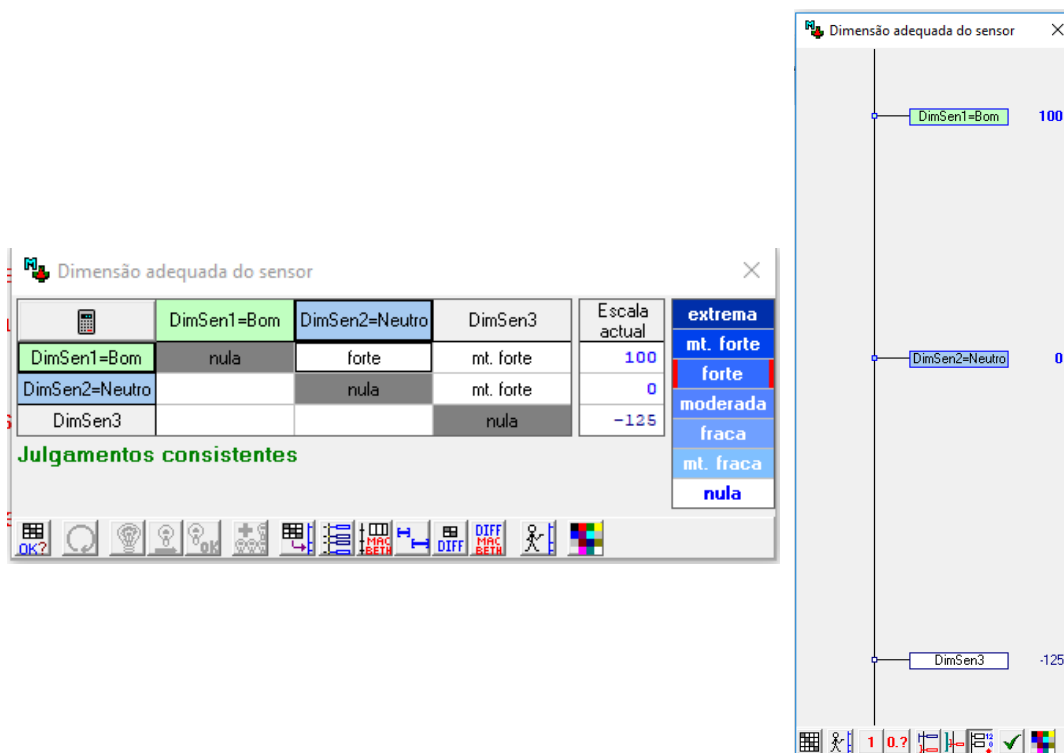 Dimensão adequada do sensor
DimSen1=Bom DimSen2=Neutro DimSen3 Escala actual
DimSen1=Bom nula forte mt. forte 100
DimSen2=Neutro nula mt. forte 0
DimSen3 nula -125
extrema
mt. forte
forte
moderada
fraca
mt. fraca
nula
Julgamentos consistentes
OK? OK MAC BETH DIFF DIFF MAC BETH
Dimensão adequada do sensor
DimSen1=Bom 100
DimSen2=Neutro 0
DimSen3 -125
1 0.?